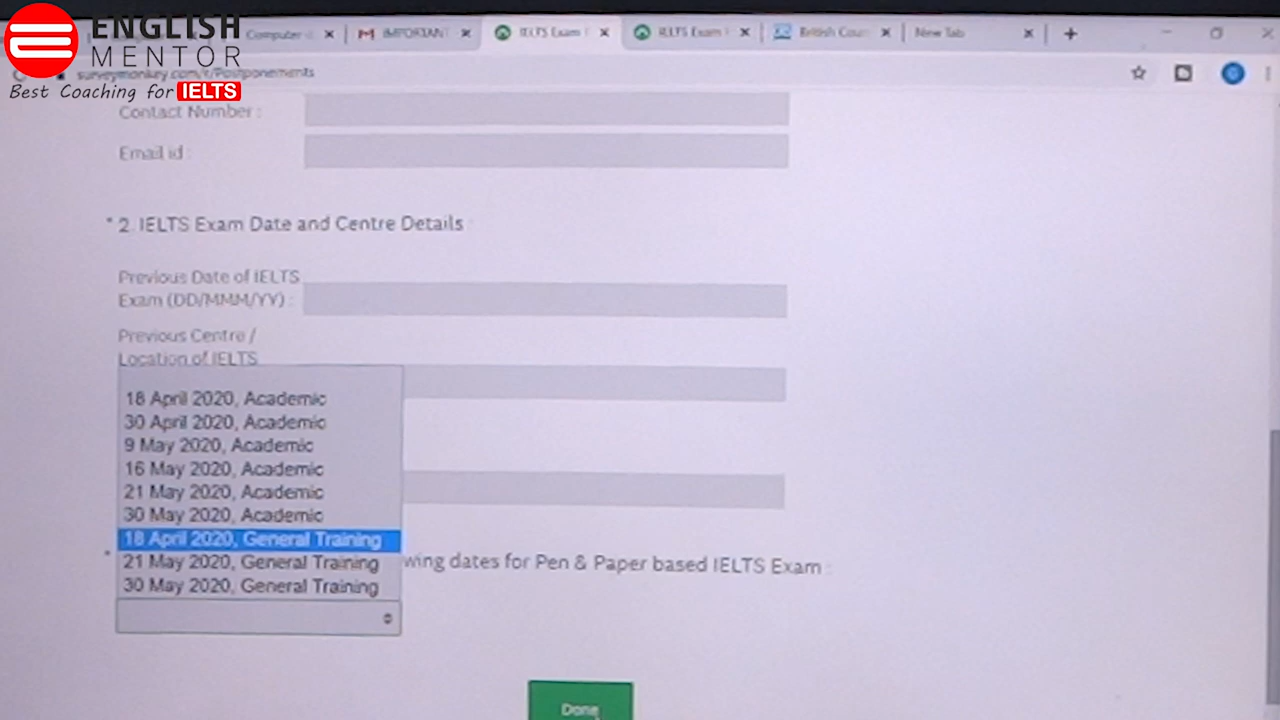 ENGLISH
MENTOR
Best Coaching for IELTS
Computer
IMPORTANT
IELTS Exam
IELTS Exam
British Coun
New Tab
surveymonkey.com/r/Postponements
Contact Number :
Email id :
* 2. IELTS Exam Date and Centre Details :
Previous Date of IELTS
Exam (DD/MMM/YY) :
Previous Centre /
Location of IELTS
18 April 2020, Academic
30 April 2020, Academic
9 May 2020, Academic
16 May 2020, Academic
21 May 2020, Academic
30 May 2020, Academic
18 April 2020, General Training
21 May 2020, General Training
30 May 2020, General Training
*
wing dates for Pen & Paper based IELTS Exam :
Done